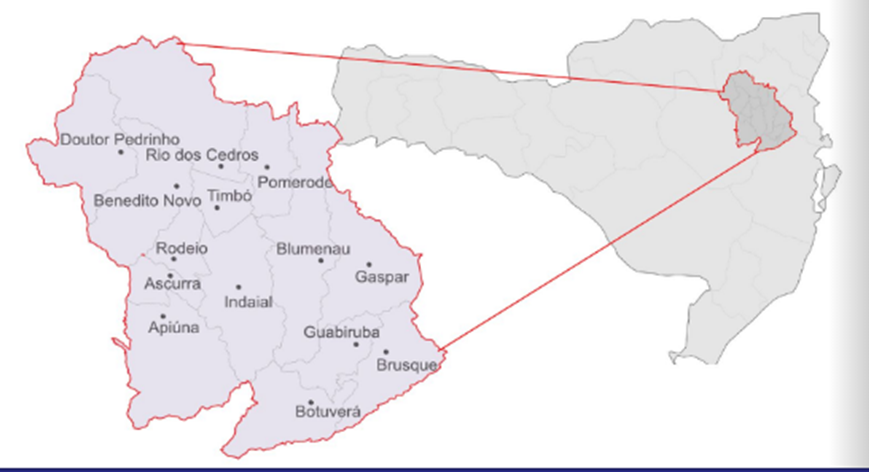 Doutor Pedrinho
Rio dos Cedros
Pomerode
Benedito Novo
Timbó
Rodeio
Blumenau
Ascurra
Gaspar
Indaial
Apiúna
Guabiruba
Brusque
Botuverá